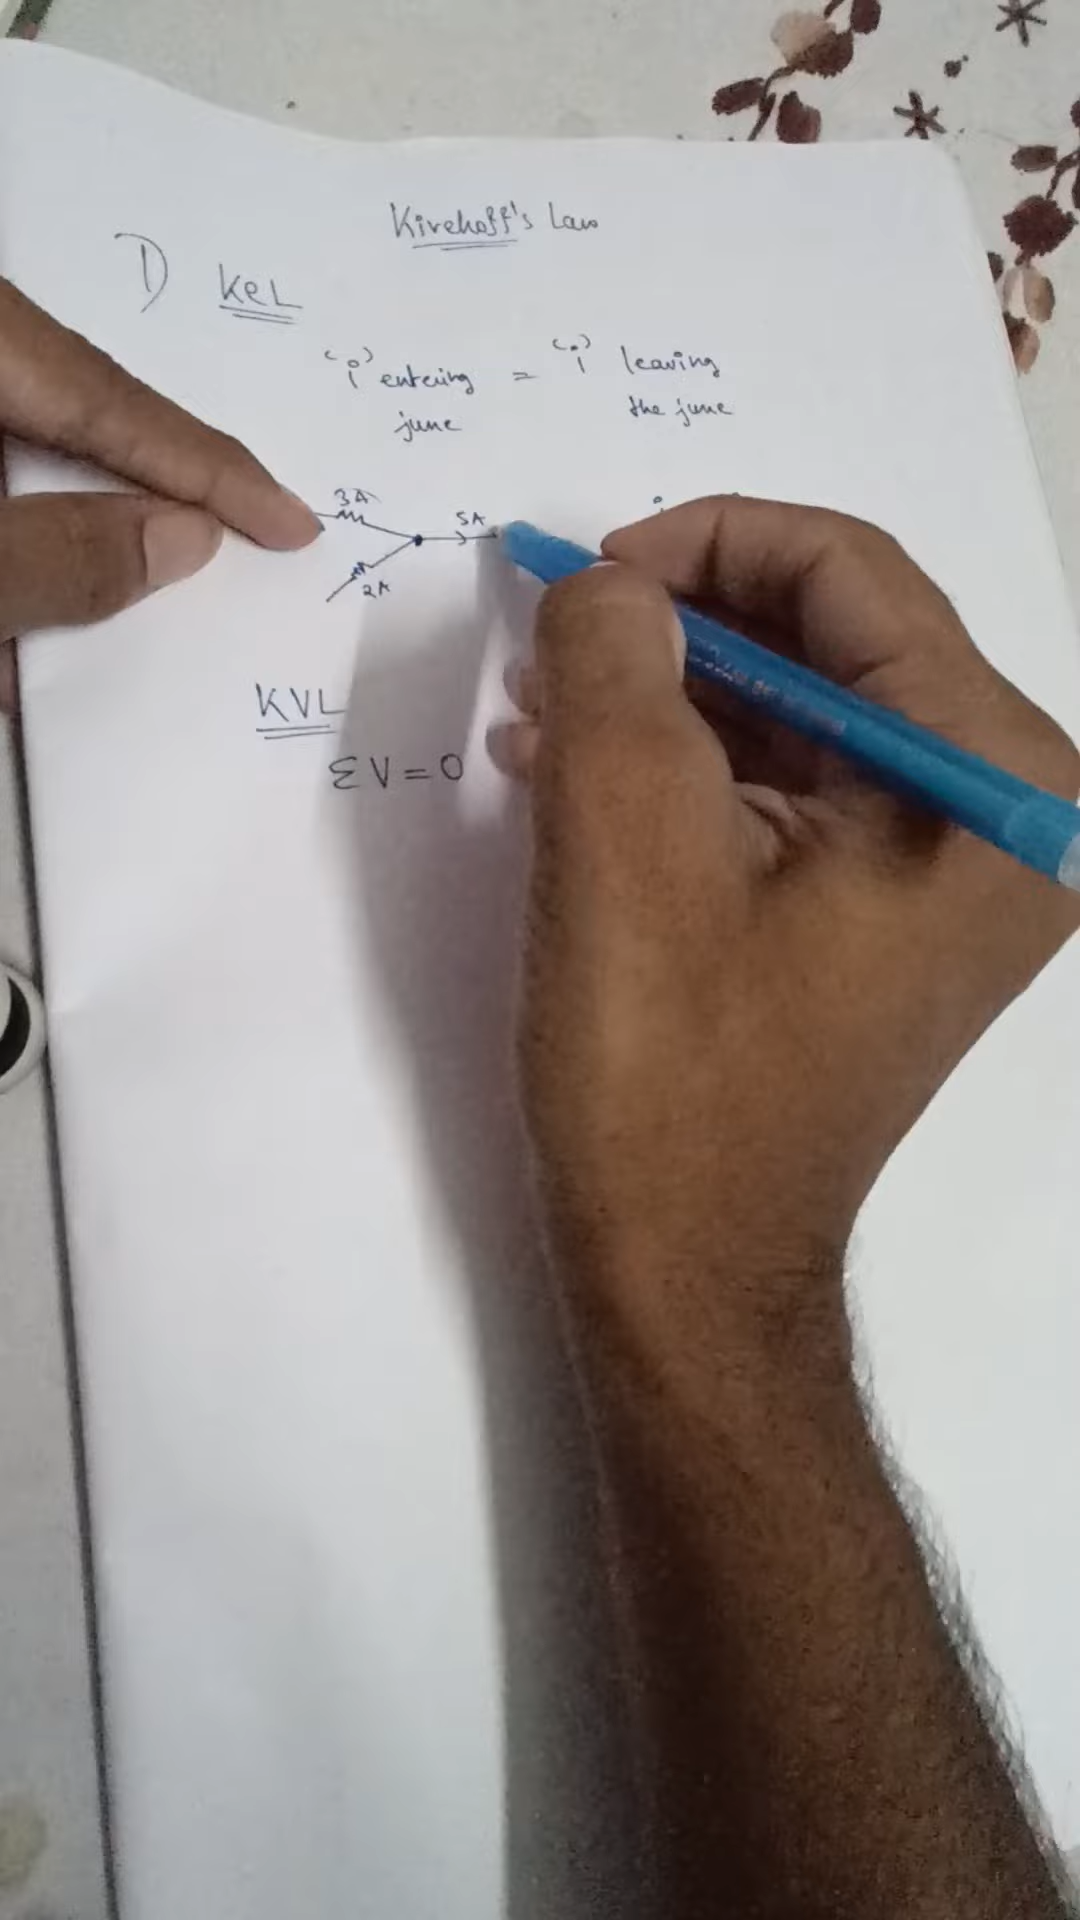 Kirchoff's Law
1) KCL
"i" entering = "i" leaving
junc the junc
3A
5A
2A
i
KVL
ΣV=0